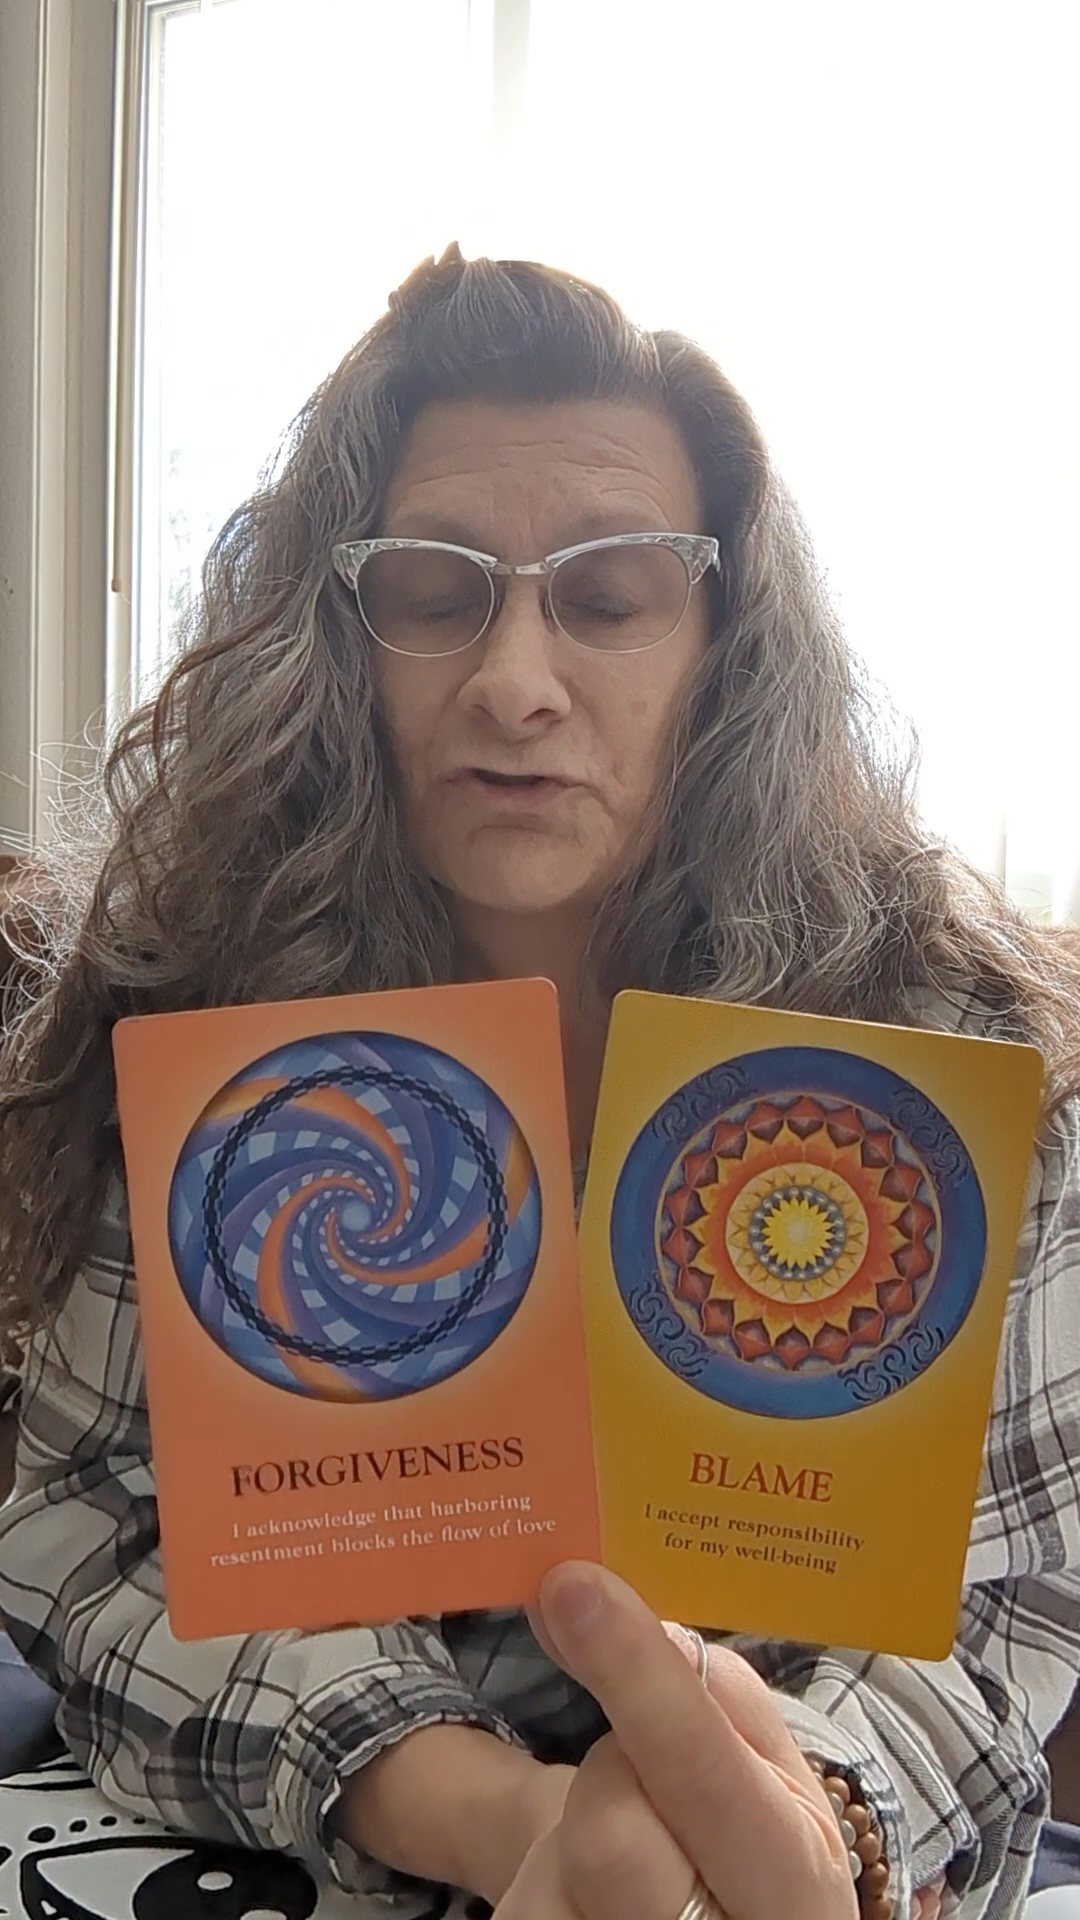 FORGIVENESS
I acknowledge that harboring
resentment blocks the flow of love
BLAME
I accept responsibility
for my well-being